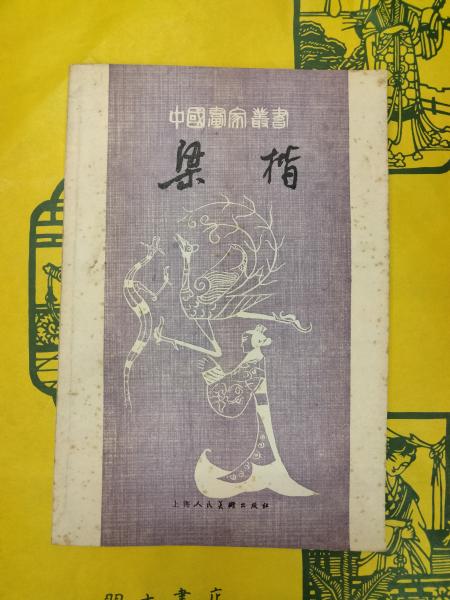 中國畫家叢書
梁楷
上海人民美術出版社